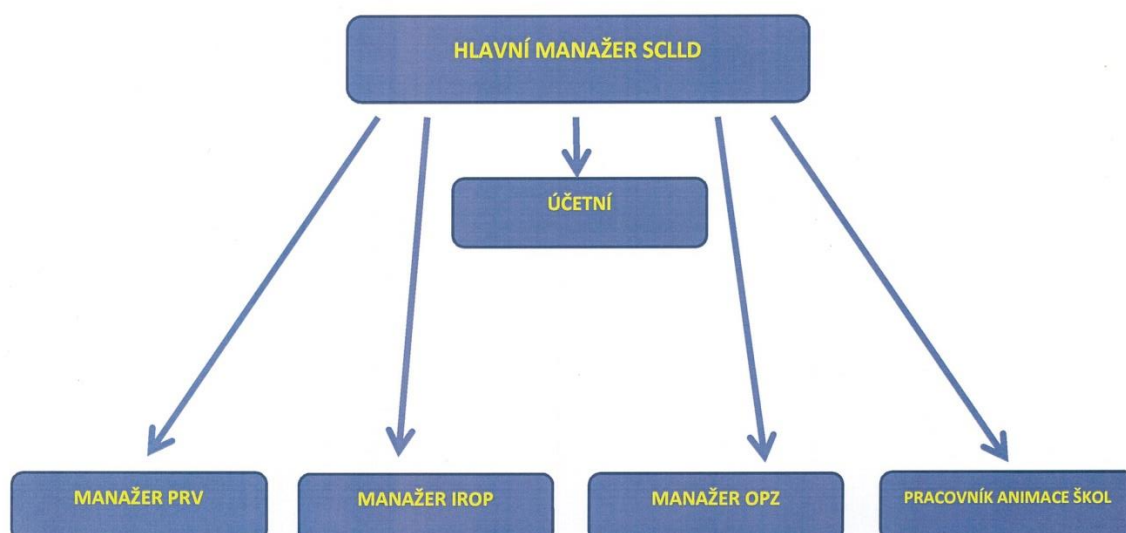 HLAVNÍ MANAŽER SCLLD
ÚČETNÍ
MANAŽER PRV
MANAŽER IROP
MANAŽER OPZ
PRACOVNÍK ANIMACE ŠKOL